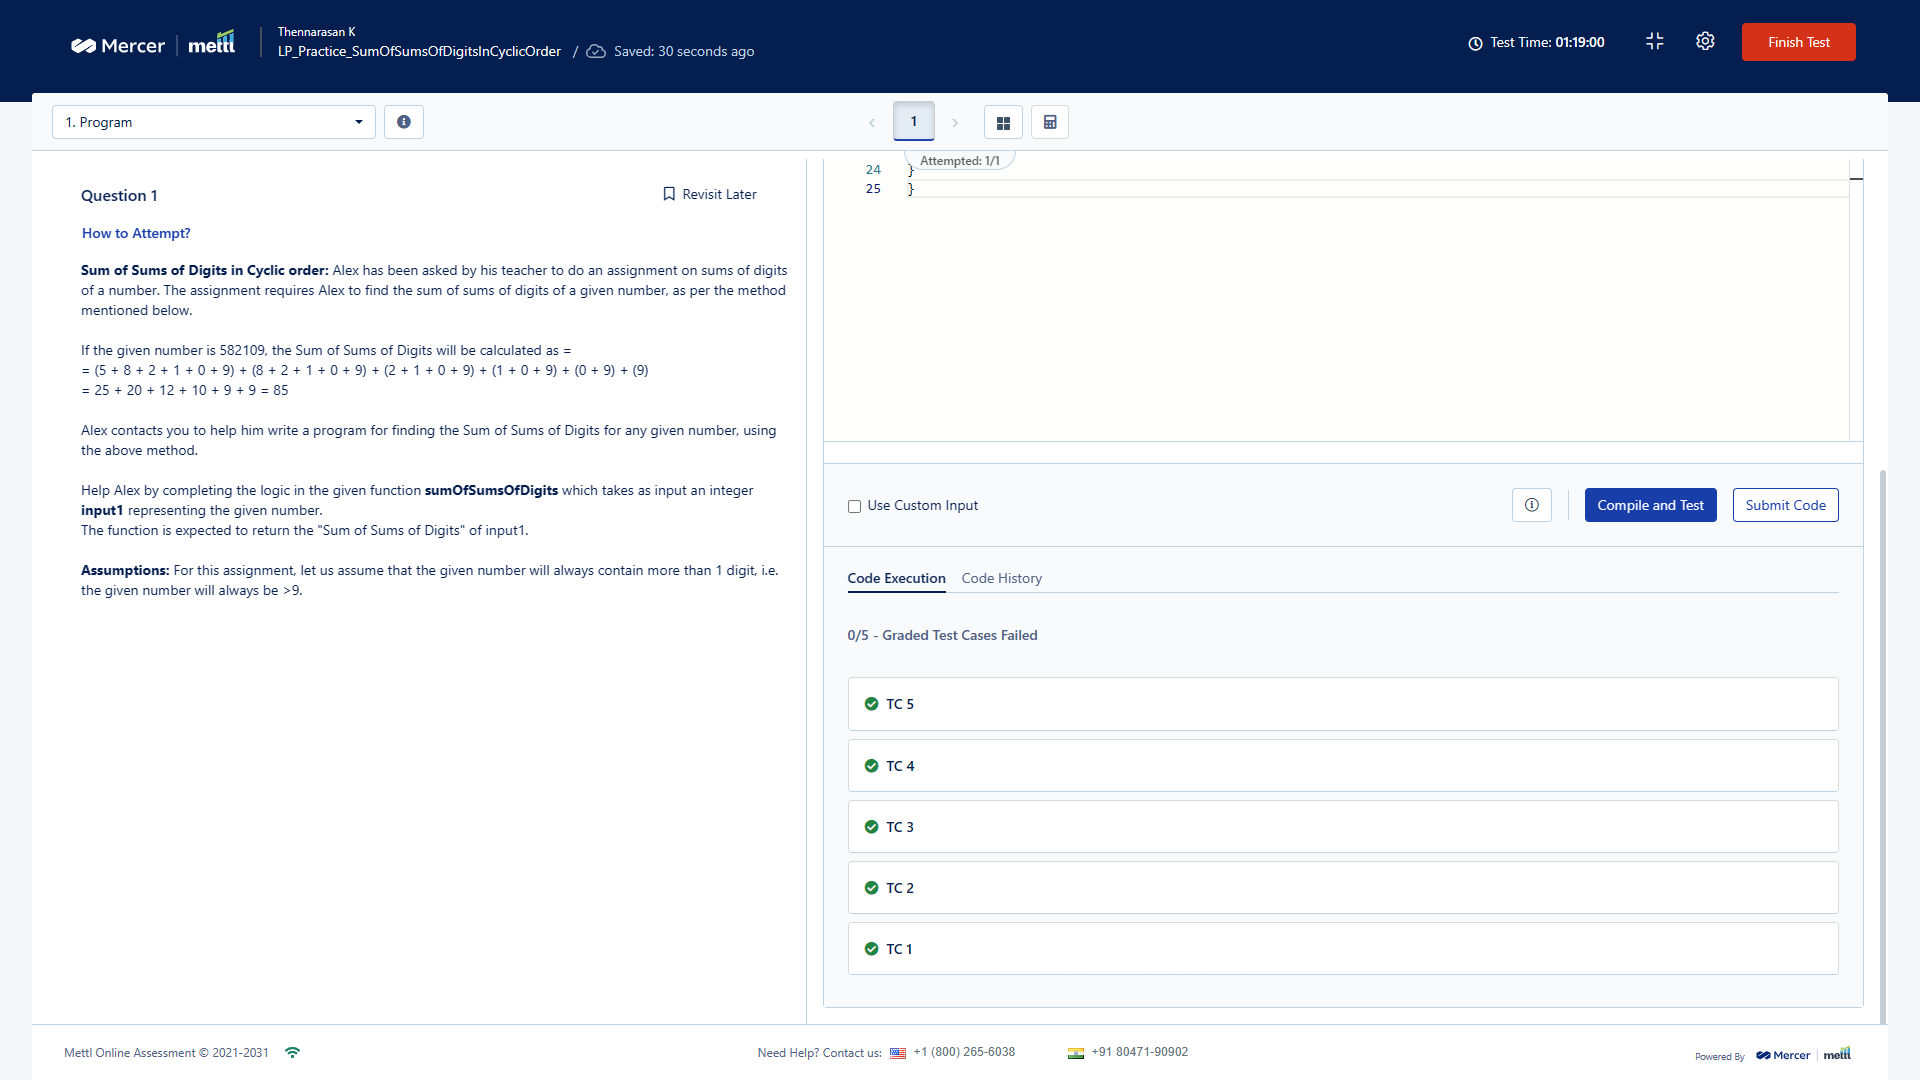 Mercer | mettl
Thennarasan K
LP_Practice_SumOfSumsOfDigitsInCyclicOrder / Saved: 30 seconds ago
Test Time: 01:19:00
Finish Test
1. Program
1
Attempted: 1/1
Question 1
Revisit Later
How to Attempt?
Sum of Sums of Digits in Cyclic order: Alex has been asked by his teacher to do an assignment on sums of digits
of a number. The assignment requires Alex to find the sum of sums of digits of a given number, as per the method
mentioned below.
If the given number is 582109, the Sum of Sums of Digits will be calculated as =
= (5 + 8 + 2 + 1 + 0 + 9) + (8 + 2 + 1 + 0 + 9) + (2 + 1 + 0 + 9) + (1 + 0 + 9) + (0 + 9) + (9)
= 25 + 20 + 12 + 10 + 9 + 9 = 85
Alex contacts you to help him write a program for finding the Sum of Sums of Digits for any given number, using
the above method.
Help Alex by completing the logic in the given function sumOfSumsOfDigits which takes as input an integer
input1 representing the given number.
The function is expected to return the "Sum of Sums of Digits" of input1.
Assumptions: For this assignment, let us assume that the given number will always contain more than 1 digit, i.e.
the given number will always be >9.
24 }
25 }
Use Custom Input
Compile and Test
Submit Code
Code Execution
Code History
0/5 - Graded Test Cases Failed
TC 5
TC 4
TC 3
TC 2
TC 1
Mettl Online Assessment © 2021-2031
Need Help? Contact us: +1 (800) 265-6038
+91 80471-90902
Powered By Mercer | mettl